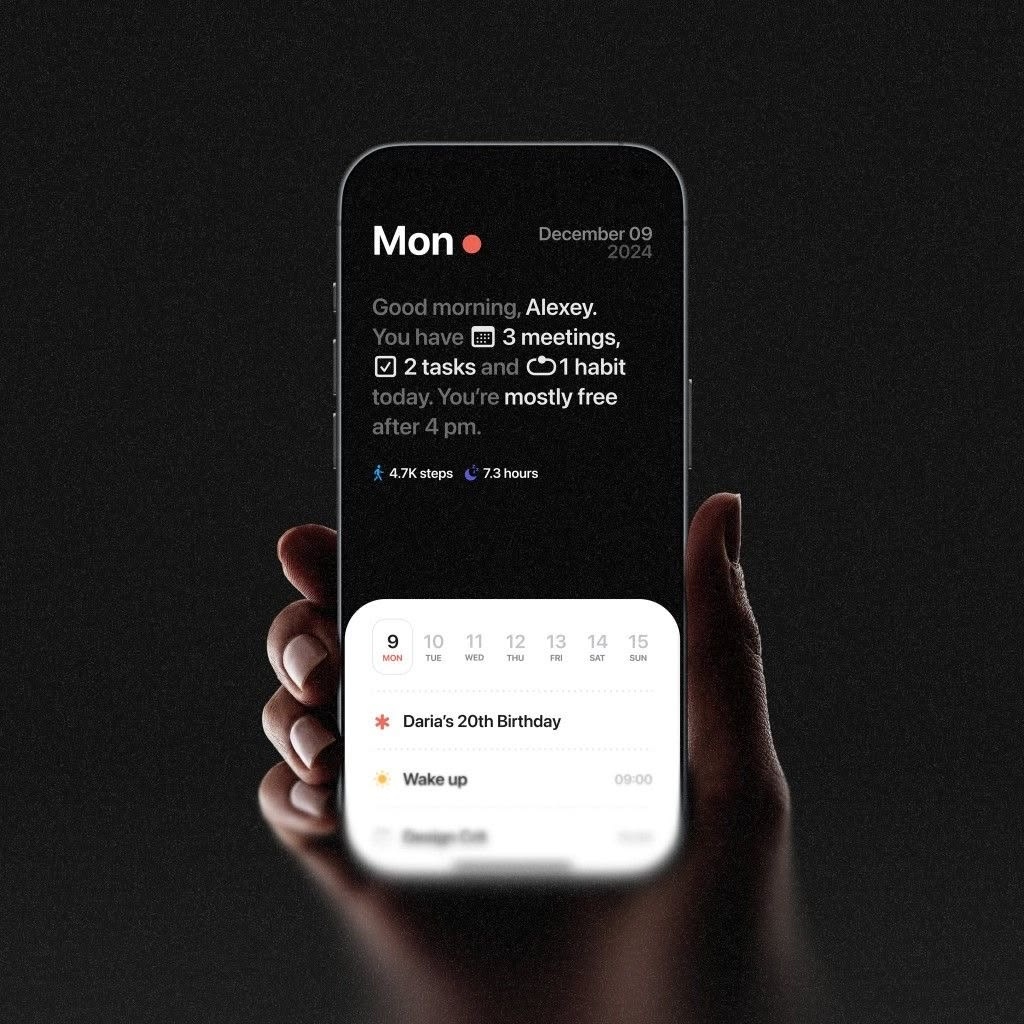 Mon
December 09
2024
Good morning, Alexey.
You have 3 meetings,
2 tasks and 1 habit
today. You’re mostly free
after 4 pm.
4.7K steps 7.3 hours
9 10 11 12 13 14 15
MON TUE WED THU FRI SAT SUN
Daria’s 20th Birthday
Wake up 09:00
Design Crit